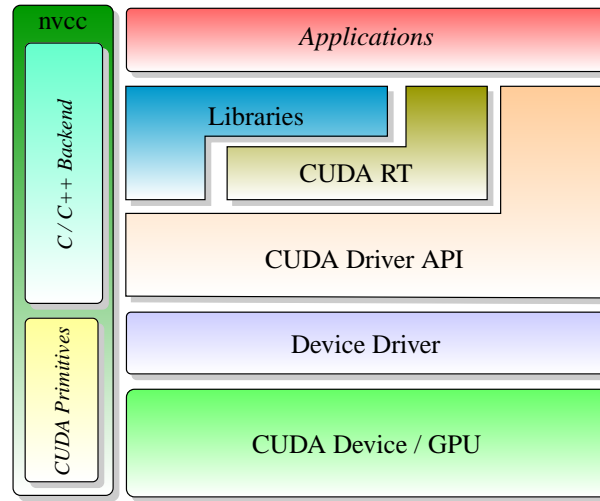 nvcc
C / C++ Backend
CUDA Primitives
Applications
Libraries
CUDA RT
CUDA Driver API
Device Driver
CUDA Device / GPU